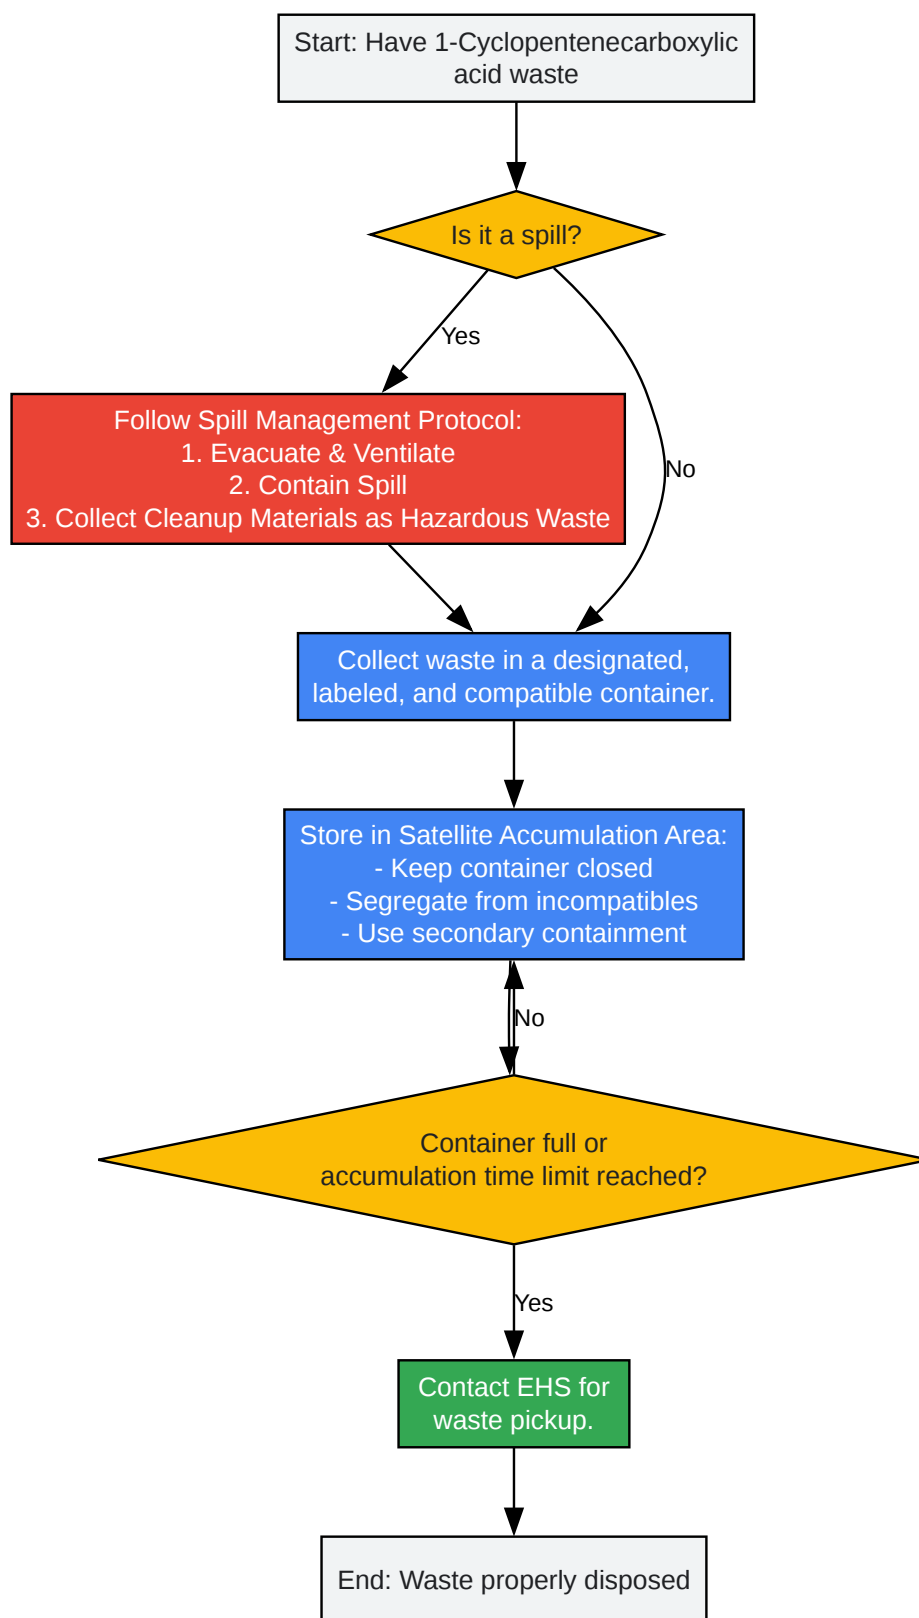 Start: Have 1-Cyclopentenecarboxylic
acid waste
Is it a spill?
Yes
No
Follow Spill Management Protocol:
1. Evacuate & Ventilate
2. Contain Spill
3. Collect Cleanup Materials as Hazardous Waste
Collect waste in a designated,
labeled, and compatible container.
Store in Satellite Accumulation Area:
- Keep container closed
- Segregate from incompatibles
- Use secondary containment
No
Container full or
accumulation time limit reached?
Yes
Contact EHS for
waste pickup.
End: Waste properly disposed